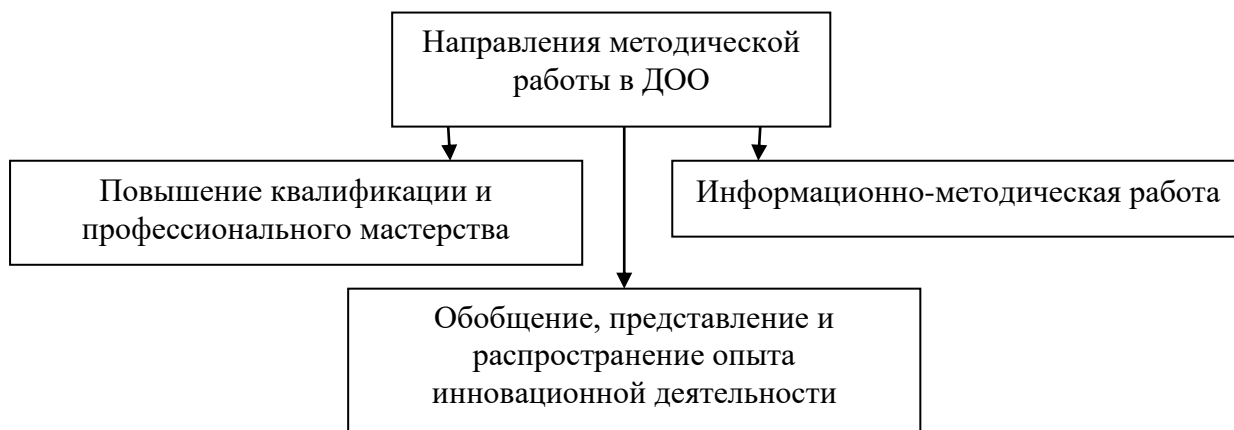 Направления методической
работы в ДОО
Повышение квалификации и
профессионального мастерства
Информационно-методическая работа
Обобщение, представление и
распространение опыта
инновационной деятельности